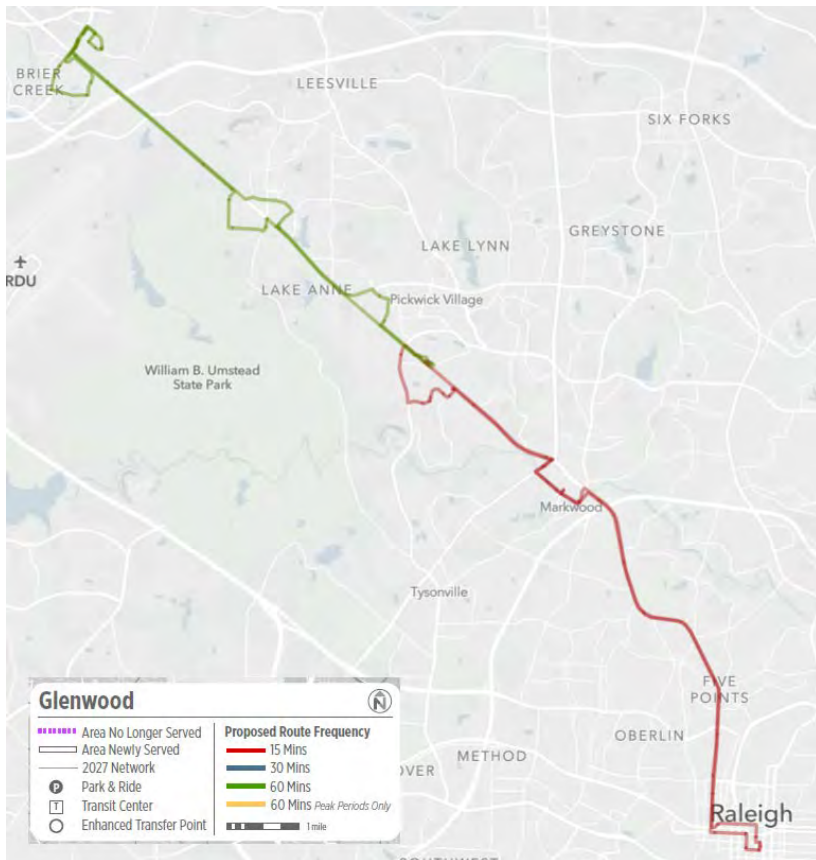 BRIER
CREEK
LEESVILLE
SIX FORKS
GREYSTONE
LAKE LYNN
RDU
LAKE ANNE
Pickwick Village
William B. Umstead
State Park
Markwood
Tysonville
FIVE
POINTS
OBERLIN
METHOD
OVER
Raleigh
SOUTHWEST
Glenwood
N
Area No Longer Served
Area Newly Served
2027 Network
P Park & Ride
T Transit Center
Enhanced Transfer Point
Proposed Route Frequency
15 Mins
30 Mins
60 Mins
60 Mins Peak Periods Only
1 mile